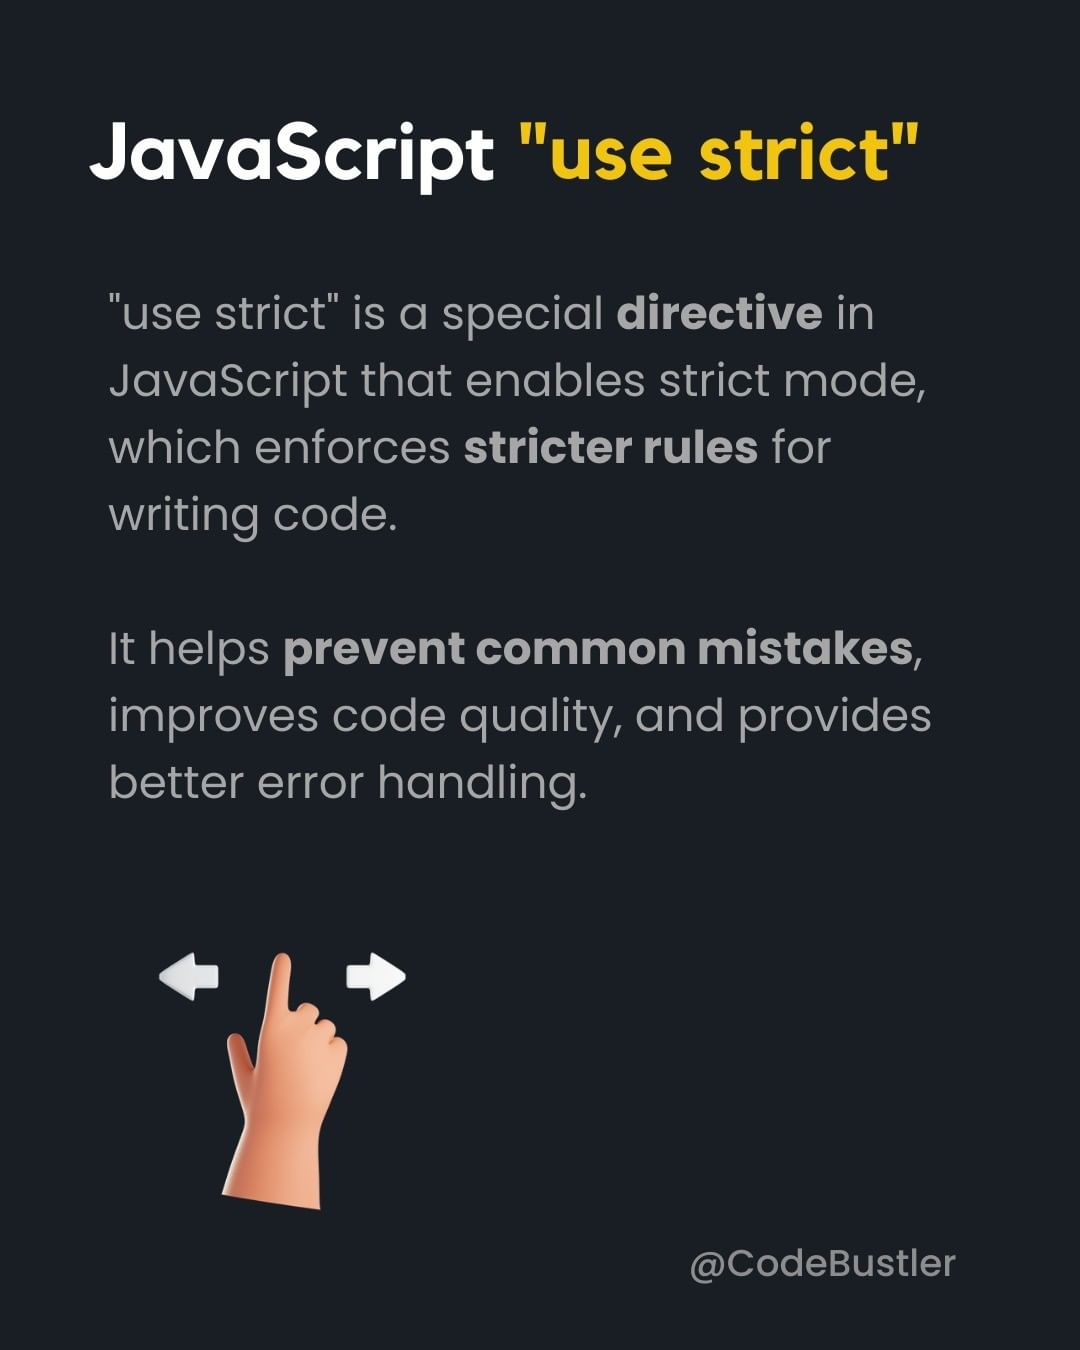 JavaScript "use strict"
"use strict" is a special directive in
JavaScript that enables strict mode,
which enforces stricter rules for
writing code.
It helps prevent common mistakes,
improves code quality, and provides
better error handling.
@CodeBustler